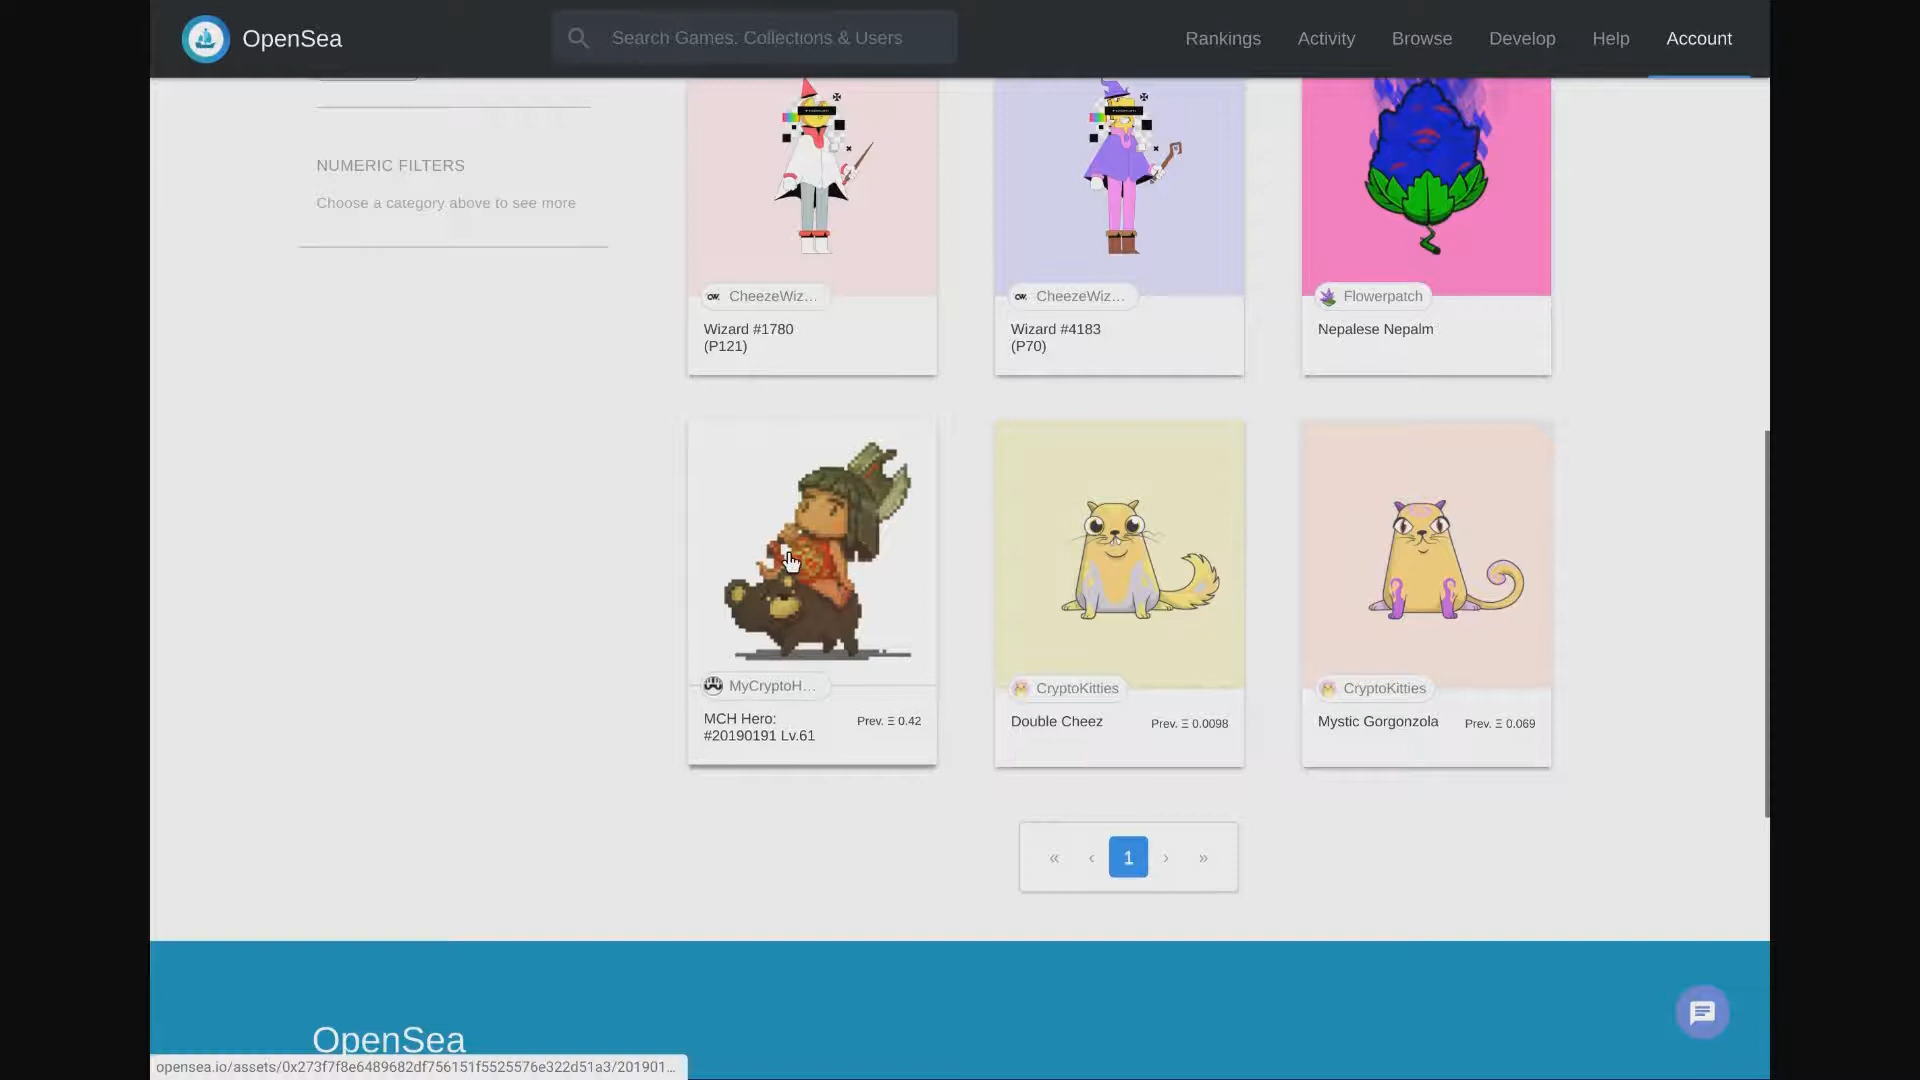 OpenSea
Search Games, Collections & Users
Rankings
Activity
Browse
Develop
Help
Account
NUMERIC FILTERS
Choose a category above to see more
CheezeWiz...
Wizard #1780
(P121)
CheezeWiz...
Wizard #4183
(P70)
Flowerpatch
Nepalese Nepalm
MyCryptoH...
MCH Hero:
#20190191 Lv.61
Prev. Ξ 0.42
CryptoKitties
Double Cheez
Prev. Ξ 0.0098
CryptoKitties
Mystic Gorgonzola
Prev. Ξ 0.069
« ‹ 1 › »
OpenSea
opensea.io/assets/0x273f7f8e6489682df756151f5525576e322d51a3/201901...